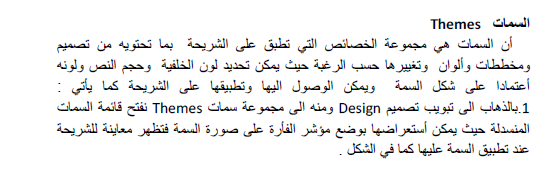 السمات Themes
أن السمات هي مجموعة الخصائص التي تطبق على الشريحة بما تحتويه من تصميم
ومخططات وألوان وتغييرها حسب الرغبة حيث يمكن تحديد لون الخلفية وحجم النص ولونه
أعتمادا على شكل السمة ويمكن الوصول اليها وتطبيقها على الشريحة كما يأتي :
1.بالذهاب الى تبويب تصميم Design ومنه الى مجموعة سمات Themes نفتح قائمة السمات
المنسدلة حيث يمكن أستعراضها بوضع مؤشر الفأرة على صورة السمة فتظهر معاينة للشريحة
عند تطبيق السمة عليها كما في الشكل .